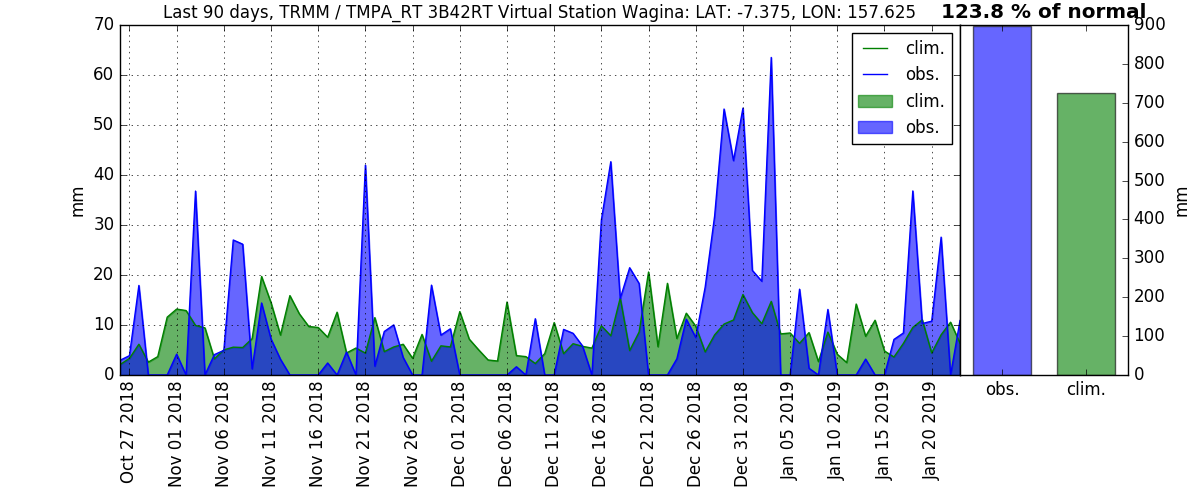 Last 90 days, TRMM / TMPA_RT 3B42RT Virtual Station Wagina: LAT: -7.375, LON: 157.625
123.8 % of normal
70
60
50
40
30
20
10
0
mm
clim.
obs.
clim.
obs.
900
800
700
600
500
400
300
200
100
0
mm
Oct 27 2018
Nov 01 2018
Nov 06 2018
Nov 11 2018
Nov 16 2018
Nov 21 2018
Nov 26 2018
Dec 01 2018
Dec 06 2018
Dec 11 2018
Dec 16 2018
Dec 21 2018
Dec 26 2018
Dec 31 2018
Jan 05 2019
Jan 10 2019
Jan 15 2019
Jan 20 2019
obs.
clim.